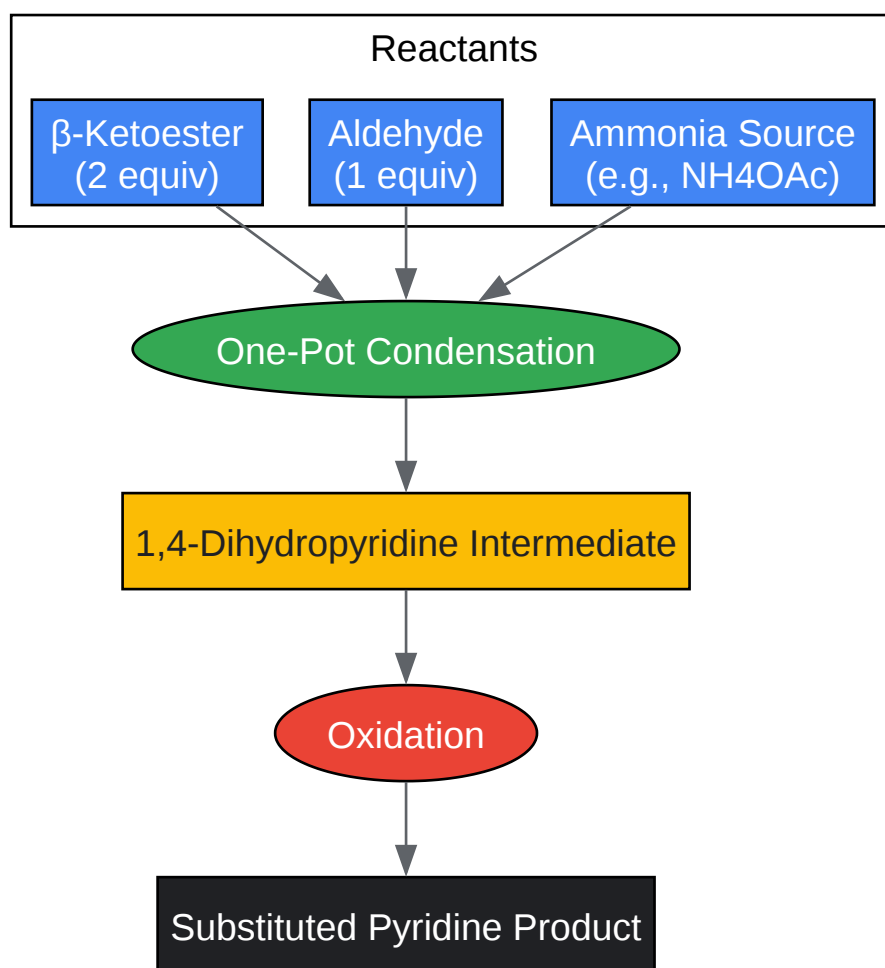 Reactants
β-Ketoester
(2 equiv)
Aldehyde
(1 equiv)
Ammonia Source
(e.g., NH4OAc)
One-Pot Condensation
1,4-Dihydropyridine Intermediate
Oxidation
Substituted Pyridine Product